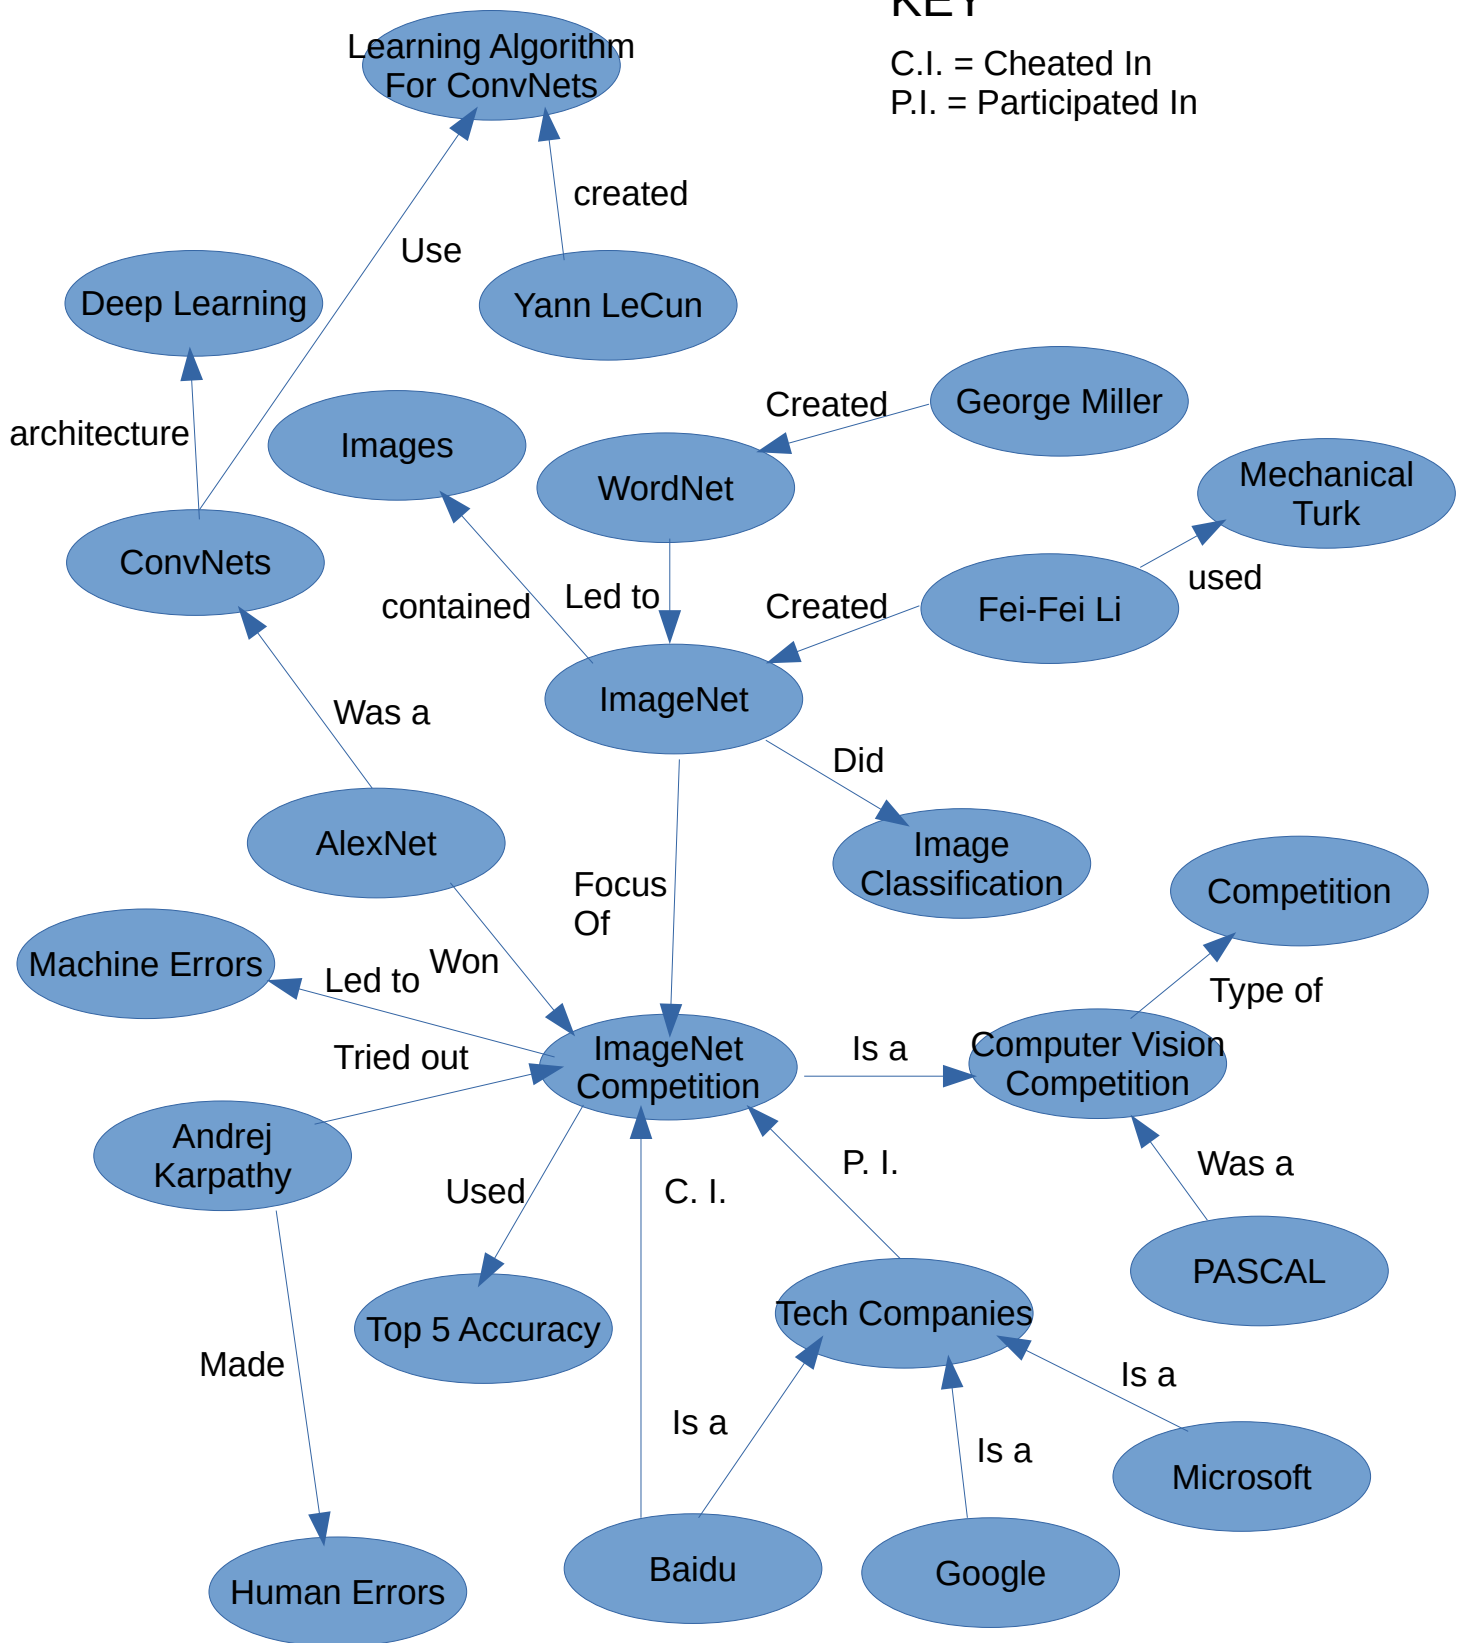 KEY
C.I. = Cheated In
P.I. = Participated In
Learning Algorithm
For ConvNets
created
Use
Deep Learning
Yann LeCun
architecture
Images
Created
George Miller
WordNet
Mechanical
Turk
ConvNets
contained
Led to
Created
Fei-Fei Li
used
ImageNet
Was a
Did
AlexNet
Focus
Of
Image
Classification
Competition
Machine Errors
Led to
Won
Type of
Tried out
ImageNet
Competition
Is a
Computer Vision
Competition
Andrej
Karpathy
Used
C. I.
P. I.
Was a
PASCAL
Top 5 Accuracy
Tech Companies
Made
Is a
Is a
Is a
Microsoft
Human Errors
Baidu
Google